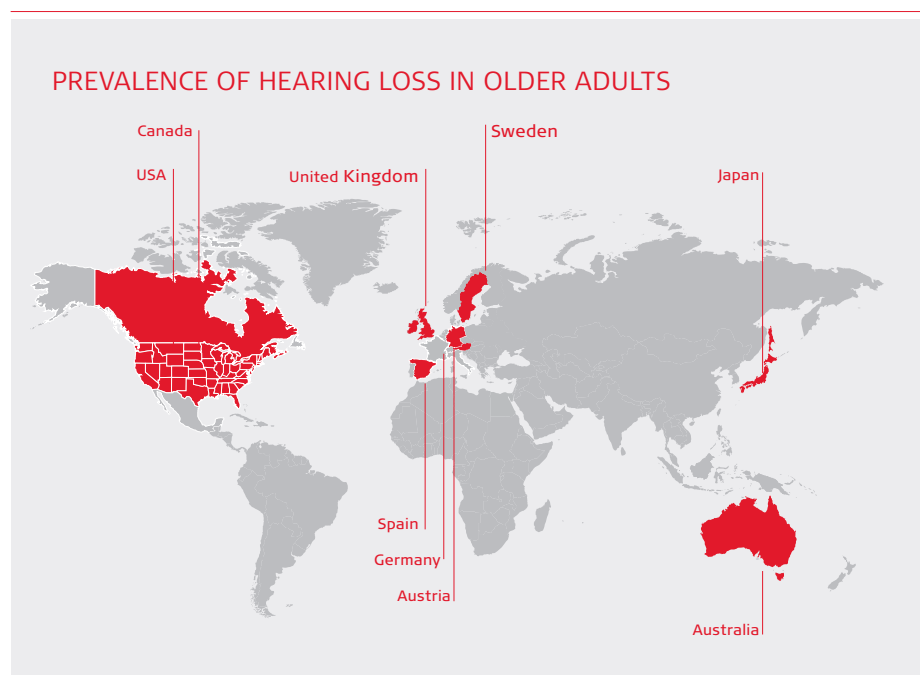 PREVALENCE OF HEARING LOSS IN OLDER ADULTS
Canada
Sweden
USA
United Kingdom
Japan
Spain
Germany
Austria
Australia